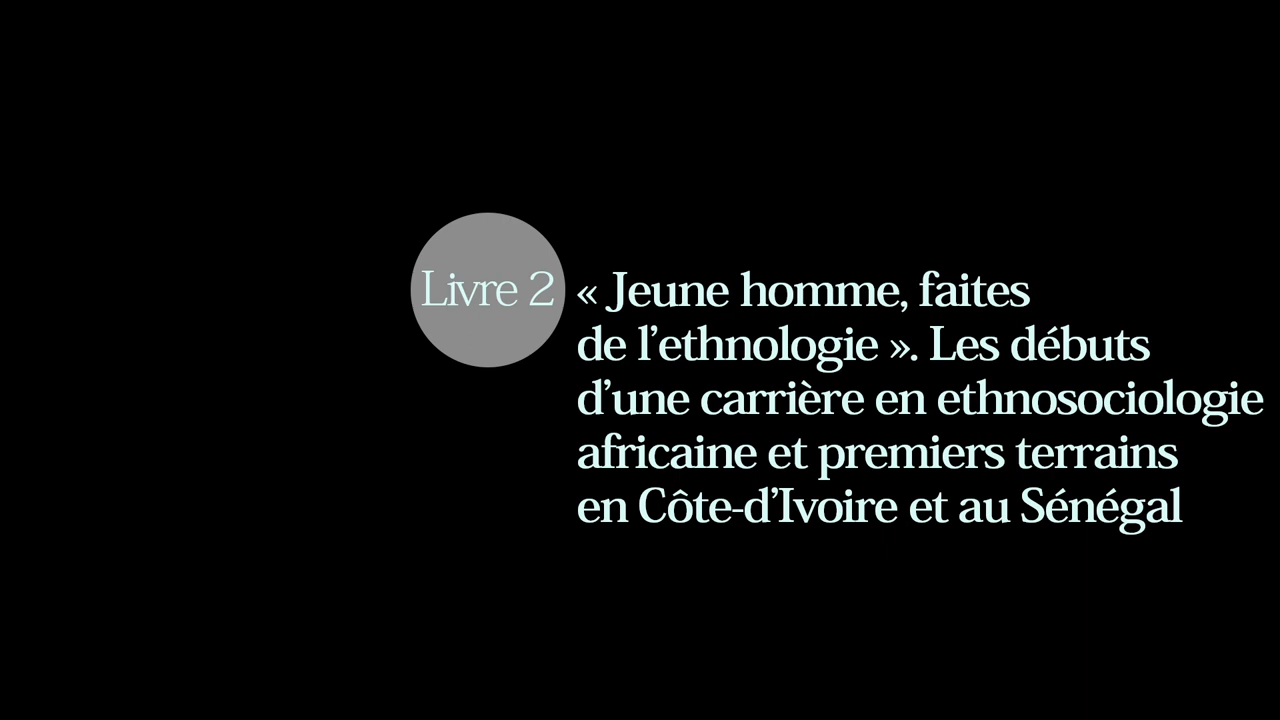 Livre 2 « Jeune homme, faites
de l’ethnologie ». Les débuts
d’une carrière en ethnosociologie
africaine et premiers terrains
en Côte-d’Ivoire et au Sénégal